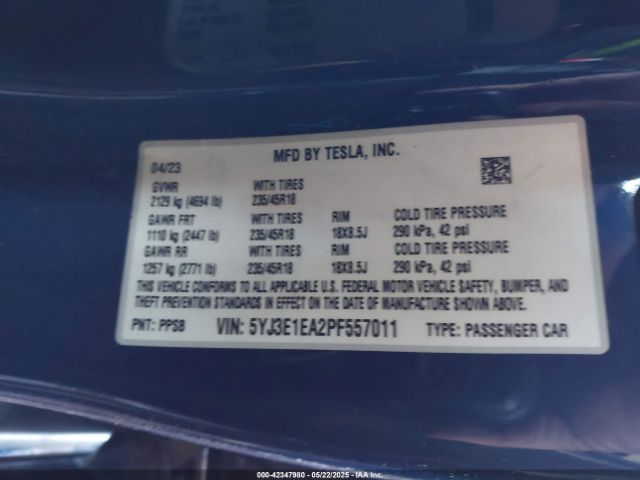 MFD BY TESLA, INC.
04/23
GVWR WITH TIRES
2129 kg (4694 lb) 235/45R18
GAWR FRT WITH TIRES RIM COLD TIRE PRESSURE
1110 kg (2447 lb) 235/45R18 18X8.5J 290 kPa, 42 psi
GAWR RR WITH TIRES RIM COLD TIRE PRESSURE
1257 kg (2771 lb) 235/45R18 18X8.5J 290 kPa, 42 psi
THIS VEHICLE CONFORMS TO ALL APPLICABLE U.S. FEDERAL MOTOR VEHICLE SAFETY, BUMPER, AND
THEFT PREVENTION STANDARDS IN EFFECT ON THE DATE OF MANUFACTURE SHOWN ABOVE.
PNT: PPSB VIN: 5YJ3E1EA2PF557011 TYPE: PASSENGER CAR
000-42347980 - 05/22/2025 - IAAI.COM